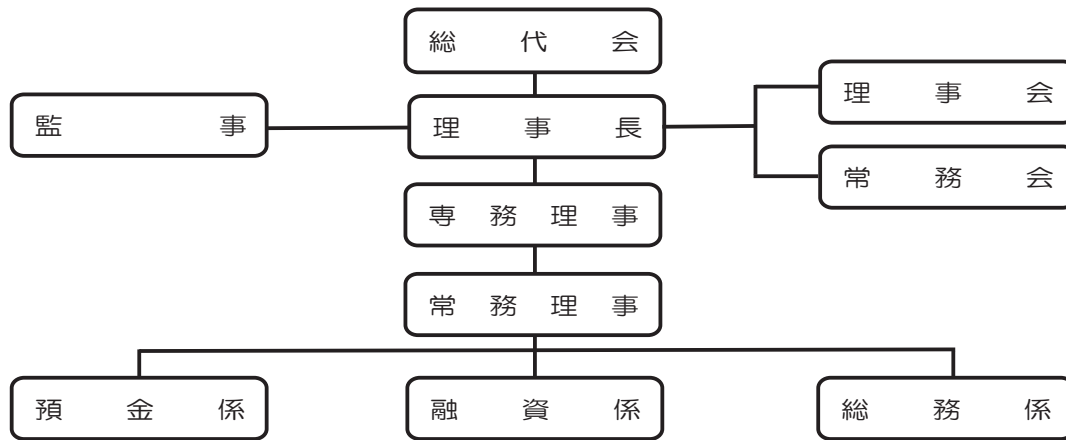 総代会
理事会
監事
理事長
常務会
専務理事
常務理事
預金係
融資係
総務係